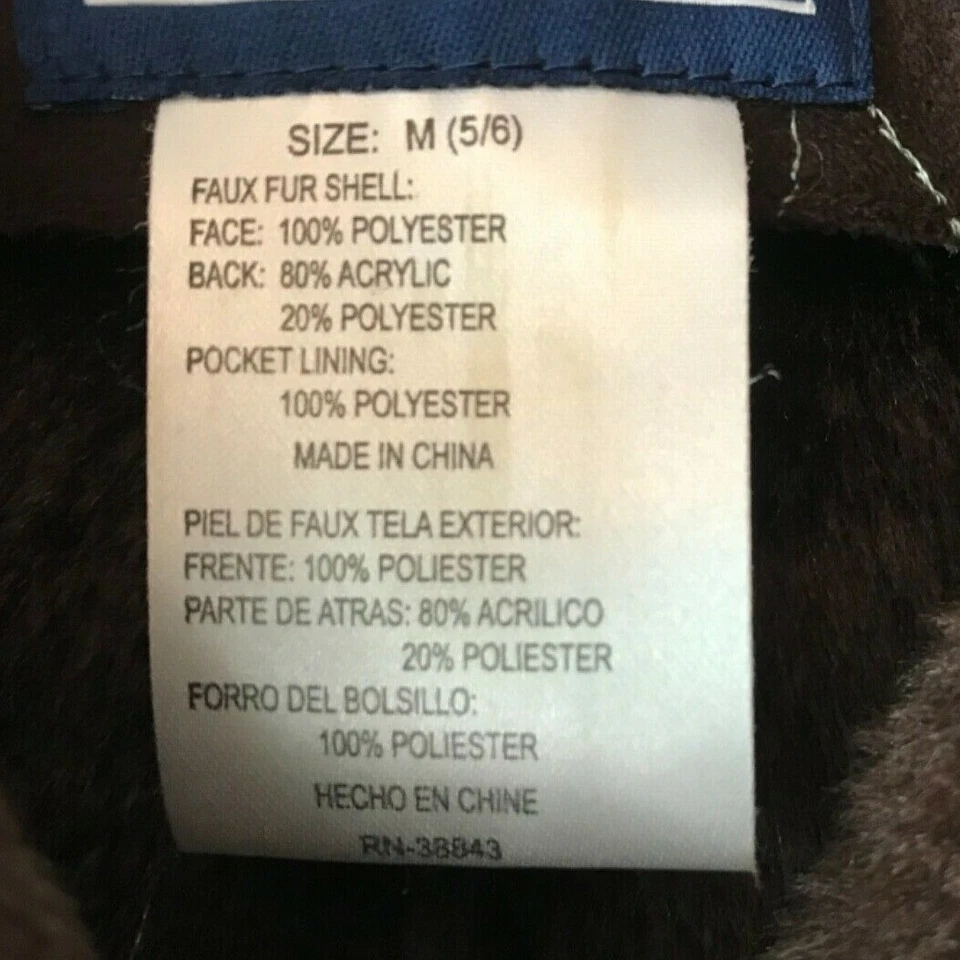 SIZE: M (5/6)
FAUX FUR SHELL:
FACE: 100% POLYESTER
BACK: 80% ACRYLIC
20% POLYESTER
POCKET LINING:
100% POLYESTER
MADE IN CHINA
PIEL DE FAUX TELA EXTERIOR:
FRENTE: 100% POLIESTER
PARTE DE ATRAS: 80% ACRILICO
20% POLIESTER
FORRO DEL BOLSILLO:
100% POLIESTER
HECHO EN CHINE
RN-38843